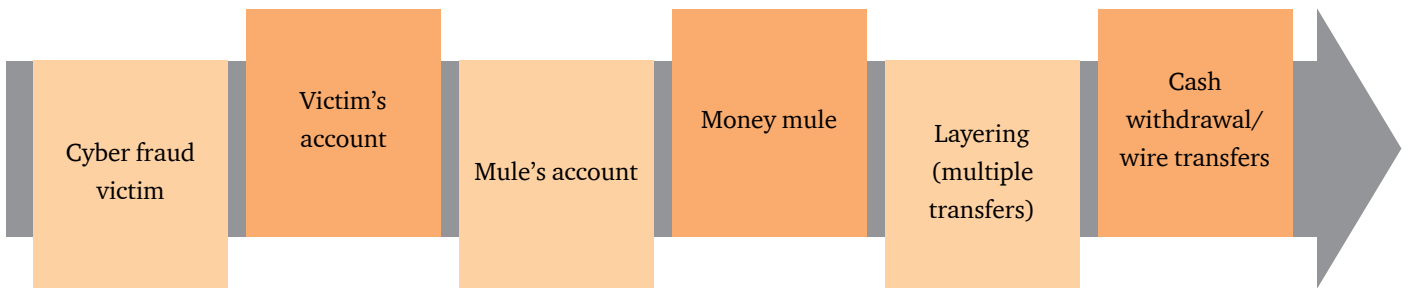 Cyber fraud
victim
Victim’s
account
Mule’s account
Money mule
Layering
(multiple
transfers)
Cash
withdrawal/
wire transfers